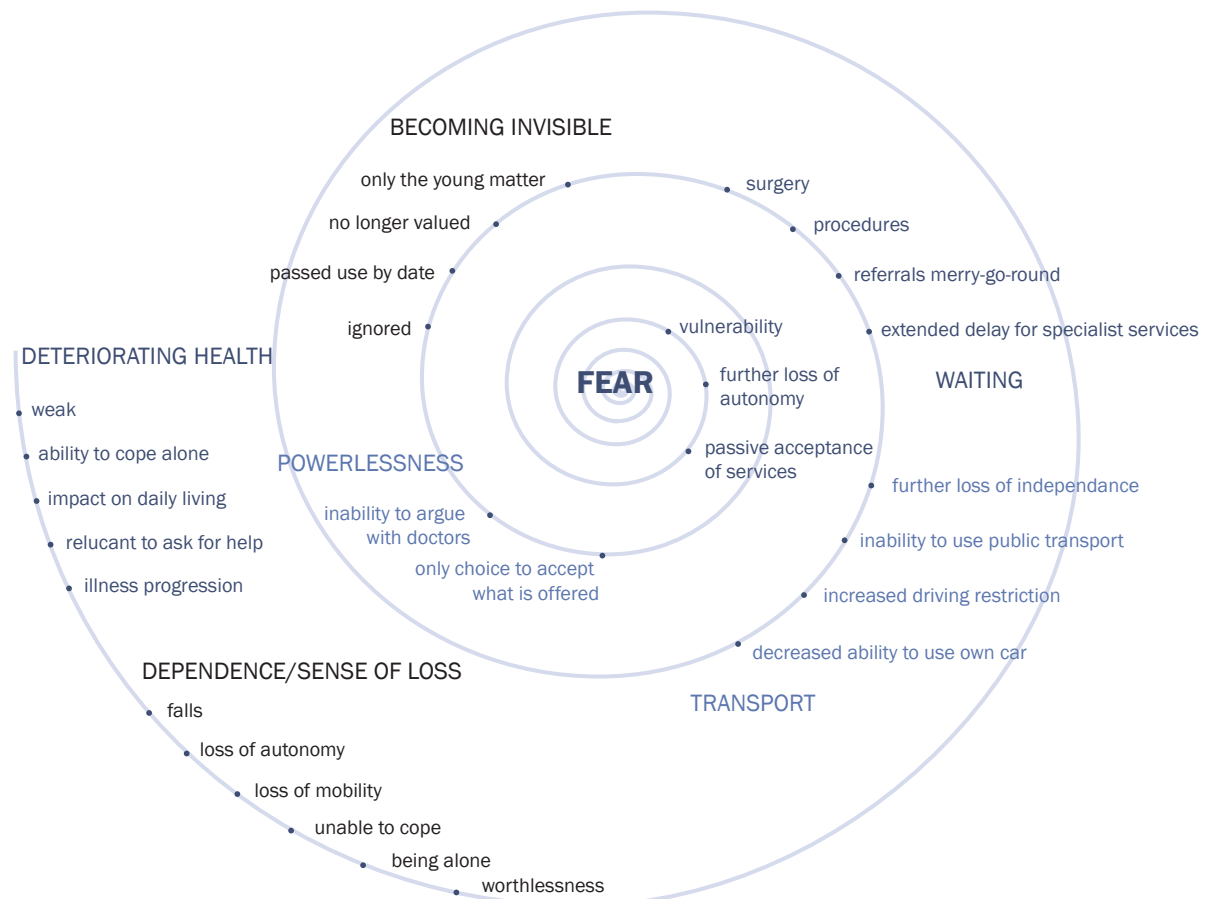 BECOMING INVISIBLE
only the young matter
no longer valued
passed use by date
ignored
surgery
procedures
referrals merry-go-round
extended delay for specialist services
WAITING
FEAR
vulnerability
further loss of
autonomy
passive acceptance
of services
DETERIORATING HEALTH
weak
ability to cope alone
impact on daily living
relucant to ask for help
illness progression
POWERLESSNESS
inability to argue
with doctors
only choice to accept
what is offered
further loss of independance
inability to use public transport
increased driving restriction
decreased ability to use own car
TRANSPORT
DEPENDENCE/SENSE OF LOSS
falls
loss of autonomy
loss of mobility
unable to cope
being alone
worthlessness